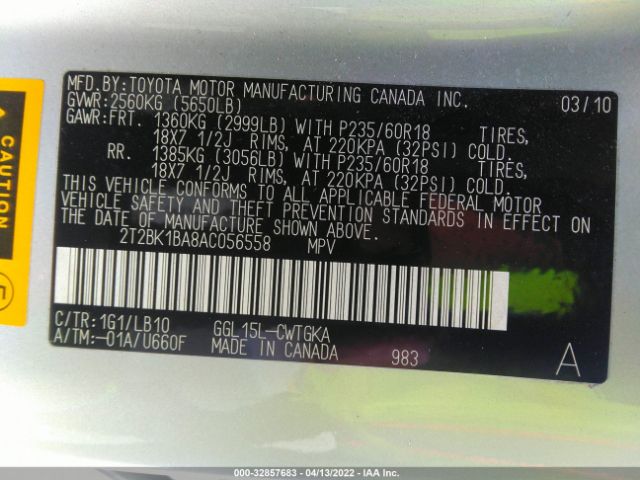 MFD.BY:TOYOTA MOTOR MANUFACTURING CANADA INC. 03/10
GVWR:2560KG (5650LB)
GAWR:FRT. 1360KG (2999LB) WITH P235/60R18 TIRES,
18X7 1/2J RIMS, AT 220KPA (32PSI) COLD.
RR. 1385KG (3056LB) WITH P235/60R18 TIRES,
18X7 1/2J RIMS, AT 220KPA (32PSI) COLD.
THIS VEHICLE CONFORMS TO ALL APPLICABLE FEDERAL MOTOR
VEHICLE SAFETY AND THEFT PREVENTION STANDARDS IN EFFECT ON
THE DATE OF MANUFACTURE SHOWN ABOVE.
2T2BK1BA8AC056558 MPV
C/TR:1G1/LB10 GGL15L-CWTGKA
A/TM:-01A/U660F MADE IN CANADA 983 A
CAUTION
000-32857683 - 04/13/2022 - IAA Inc.